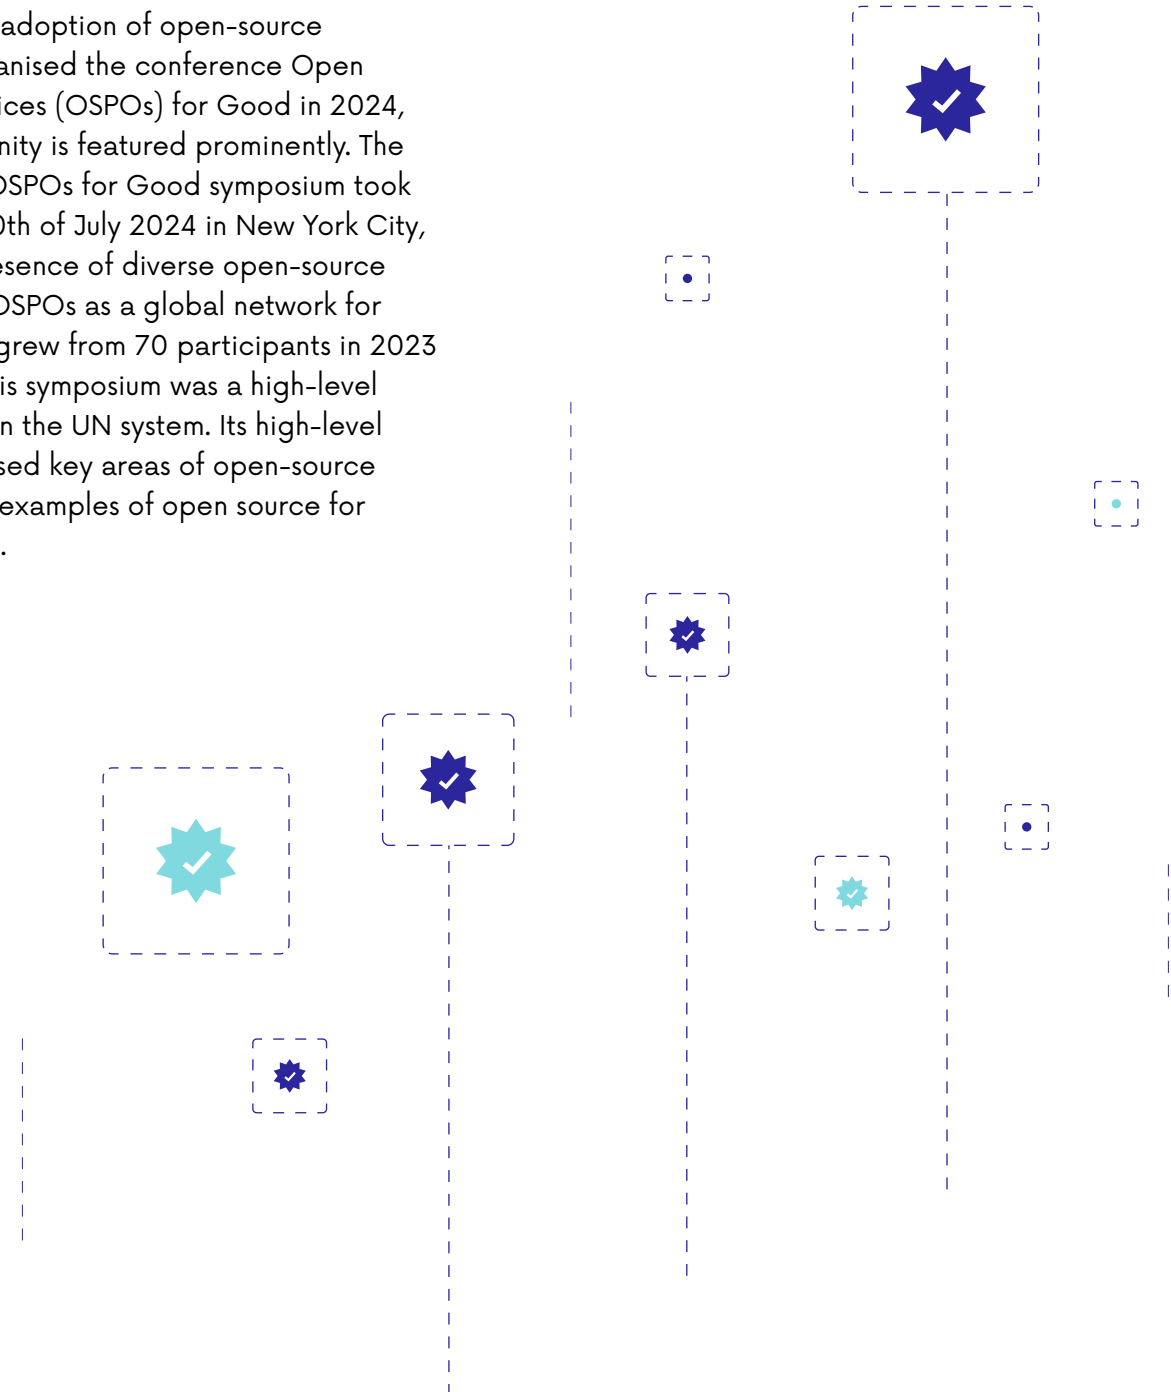 adoption of open-source
anised the conference Open
ices (OSPOs) for Good in 2024,
nity is featured prominently. The
OSPOs for Good symposium took
0th of July 2024 in New York City,
esence of diverse open-source
OSPOs as a global network for
grew from 70 participants in 2023
is symposium was a high-level
n the UN system. Its high-level
sed key areas of open-source
examples of open source for
.